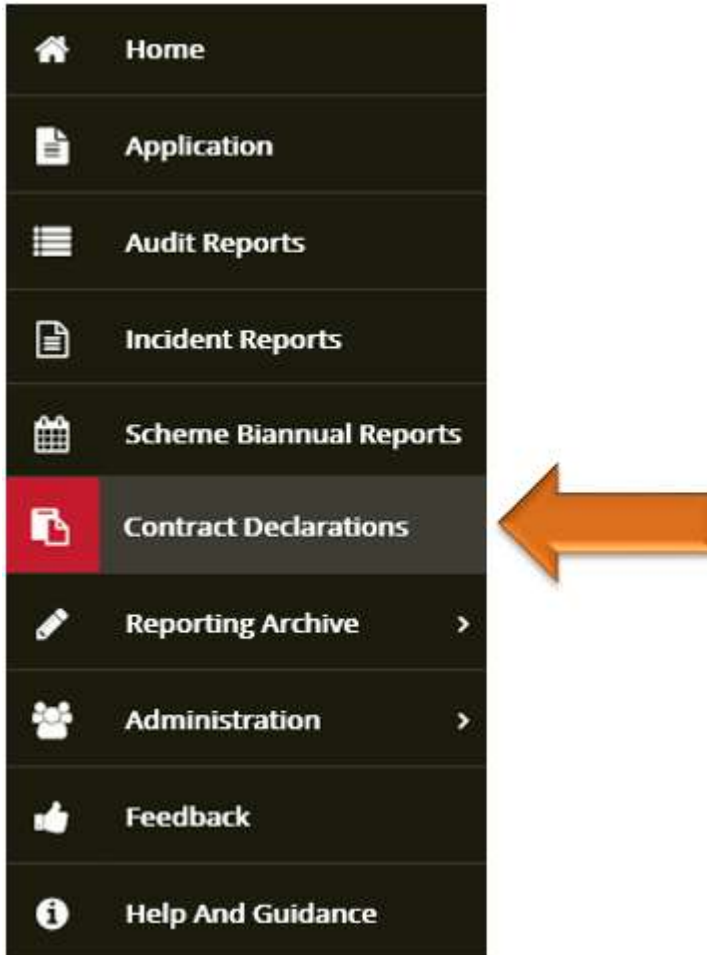 Home
Application
Audit Reports
Incident Reports
Scheme Biannual Reports
Contract Declarations
Reporting Archive
Administration
Feedback
Help And Guidance